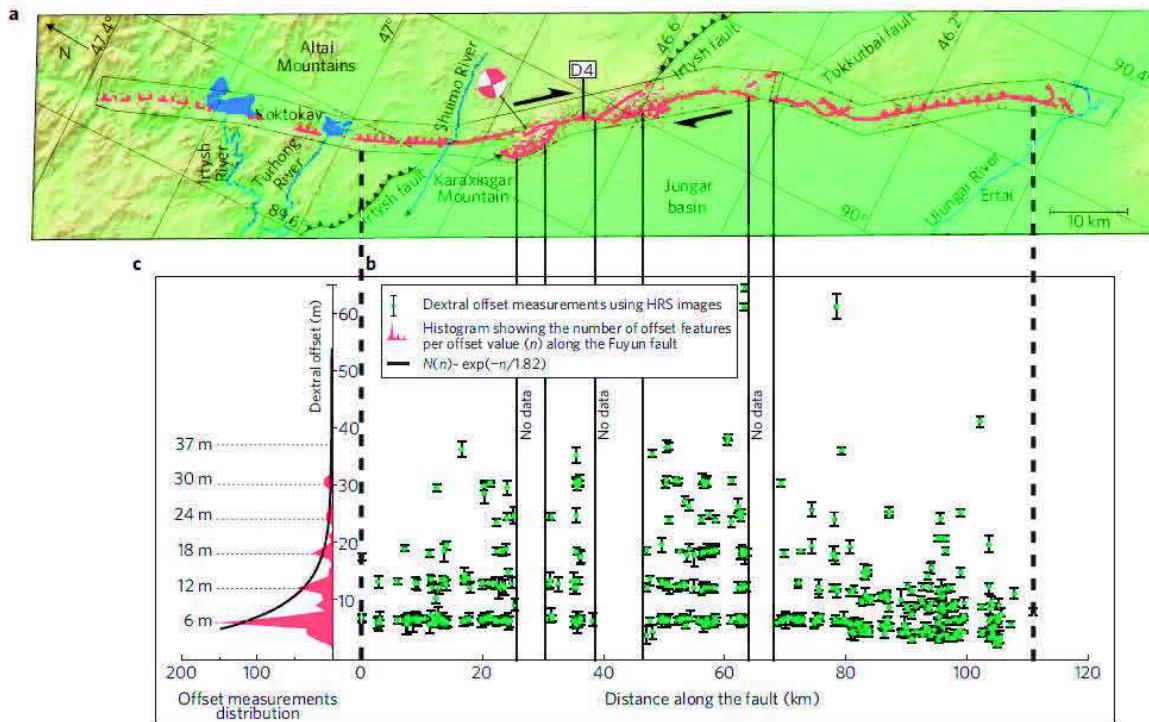 a
N
47.4°
Altai
Mountains
47°
Shuimo River
D4
46.6°
Irtysh fault
Tukkutbai fault
46.2°
90.4°
Koktokay
Irtysh
River
Turhong
River
89.6°
Irtysh fault
Karaxingar
Mountain
Jungar
basin
90°
Ulungar River
Ertai
10 km
c
b
Dextral offset (m)
60
50
40
30
20
10
Dextral offset measurements using HRS images
Histogram showing the number of offset features
per offset value (n) along the Fuyun fault
N(n)- exp(−n/1.82)
No data
No data
No data
37 m
30 m
24 m
18 m
12 m
6 m
200
100
0
20
40
60
80
100
120
Offset measurements
distribution
Distance along the fault (km)